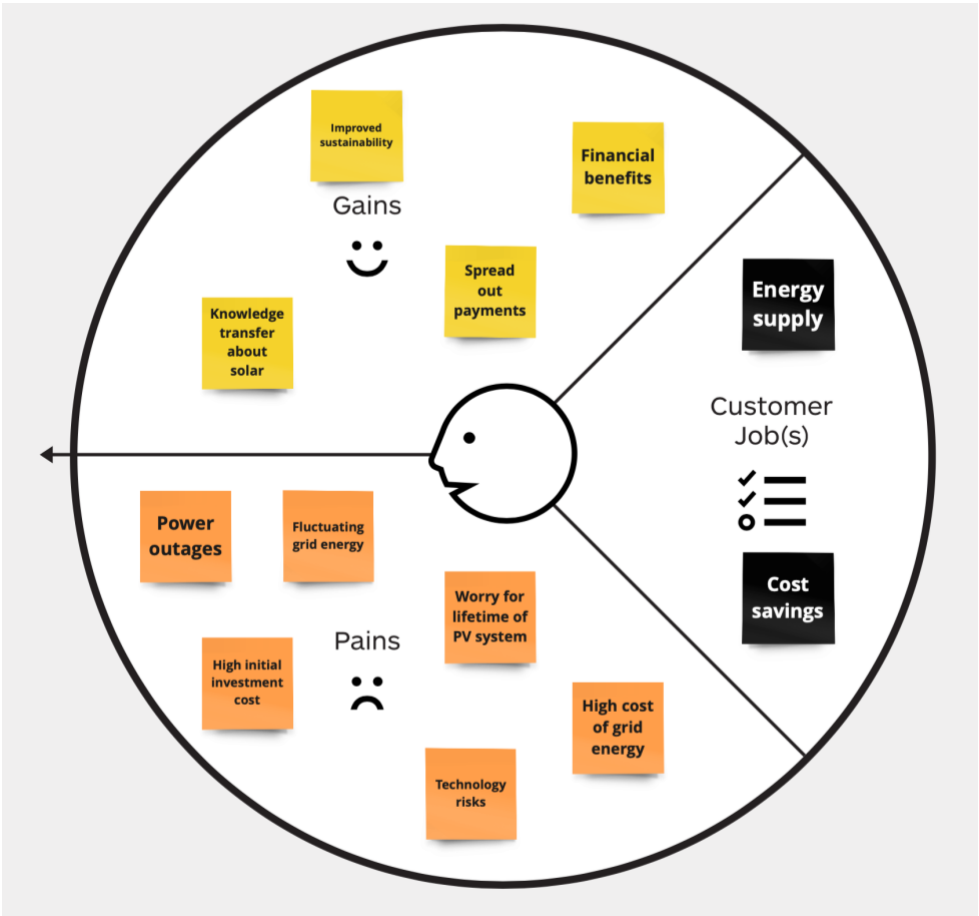 Improved
sustainability
Financial
benefits
Gains
Spread
out
payments
Knowledge
transfer
about
solar
Energy
supply
Customer
Job(s)
Cost
savings
Power
outages
Fluctuating
grid energy
Worry for
lifetime of
PV system
Pains
High initial
investment
cost
High cost
of grid
energy
Technology
risks